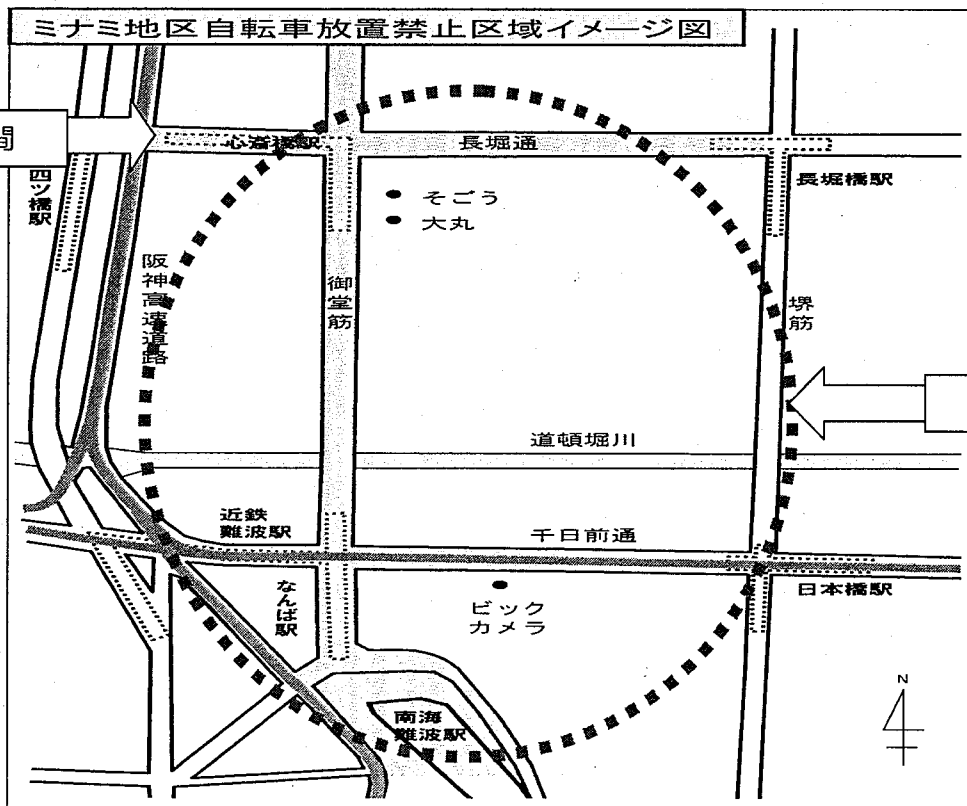 ミナミ地区自転車放置禁止区域イメージ図
間
心斎橋駅
長堀通
四ツ橋駅
長堀橋駅
そごう
大丸
阪神高速道路
御堂筋
堺筋
道頓堀川
近鉄
難波駅
千日前通
なんば駅
ビック
カメラ
日本橋駅
南海
難波駅
N